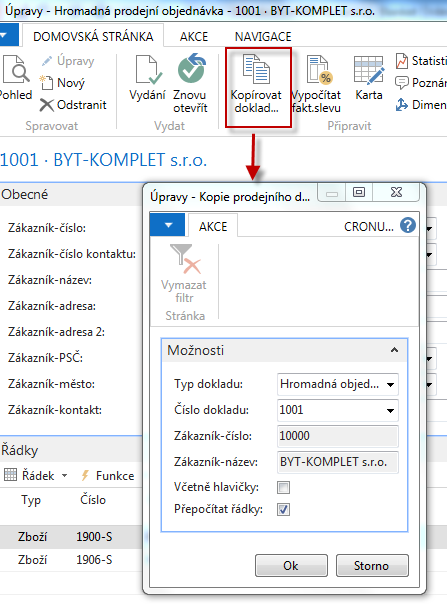 Úpravy - Hromadná prodejní objednávka - 1001 · BYT-KOMPLET s.r.o.
DOMOVSKÁ STRÁNKA AKCE NAVIGACE
Pohled
Úpravy
Nový
Odstranit
Spravovat
Vydání
Znovu otevřít
Vydat
Kopírovat doklad...
Vypočítat fakt.slevu
Karta
Připravit
Statisti
Poznám
Dimen
1001 · BYT-KOMPLET s.r.o.
Obecné
Zákazník-číslo:
Zákazník-číslo kontaktu:
Zákazník-název:
Zákazník-adresa:
Zákazník-adresa 2:
Zákazník-PSČ:
Zákazník-město:
Zákazník-kontakt:
Řádky
Řádek Funkce
Typ Číslo
Zboží 1900-S
Zboží 1906-S
Úpravy - Kopie prodejního d...
AKCE CRONU... ?
Vymazat filtr
Stránka
Možnosti
Typ dokladu: Hromadná objed...
Číslo dokladu: 1001
Zákazník-číslo: 10000
Zákazník-název: BYT-KOMPLET s.r.o.
Včetně hlavičky:
Přepočítat řádky:
Ok Storno